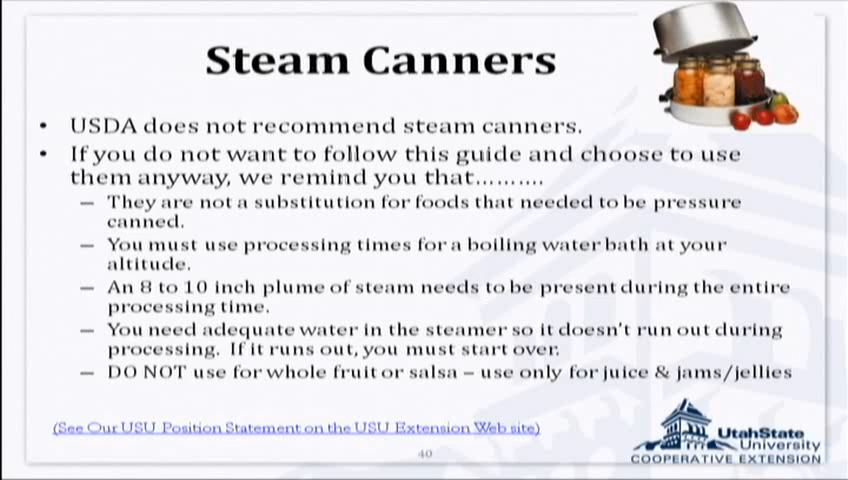 Steam Canners
• USDA does not recommend steam canners.
• If you do not want to follow this guide and choose to use
them anyway, we remind you that..........
– They are not a substitution for foods that needed to be pressure
canned.
– You must use processing times for a boiling water bath at your
altitude.
– An 8 to 10 inch plume of steam needs to be present during the entire
processing time.
– You need adequate water in the steamer so it doesn't run out during
processing. If it runs out, you must start over.
– DO NOT use for whole fruit or salsa – use only for juice & jams/jellies
(See Our USU Position Statement on the USU Extension Web site)
40
UtahState
University
COOPERATIVE EXTENSION